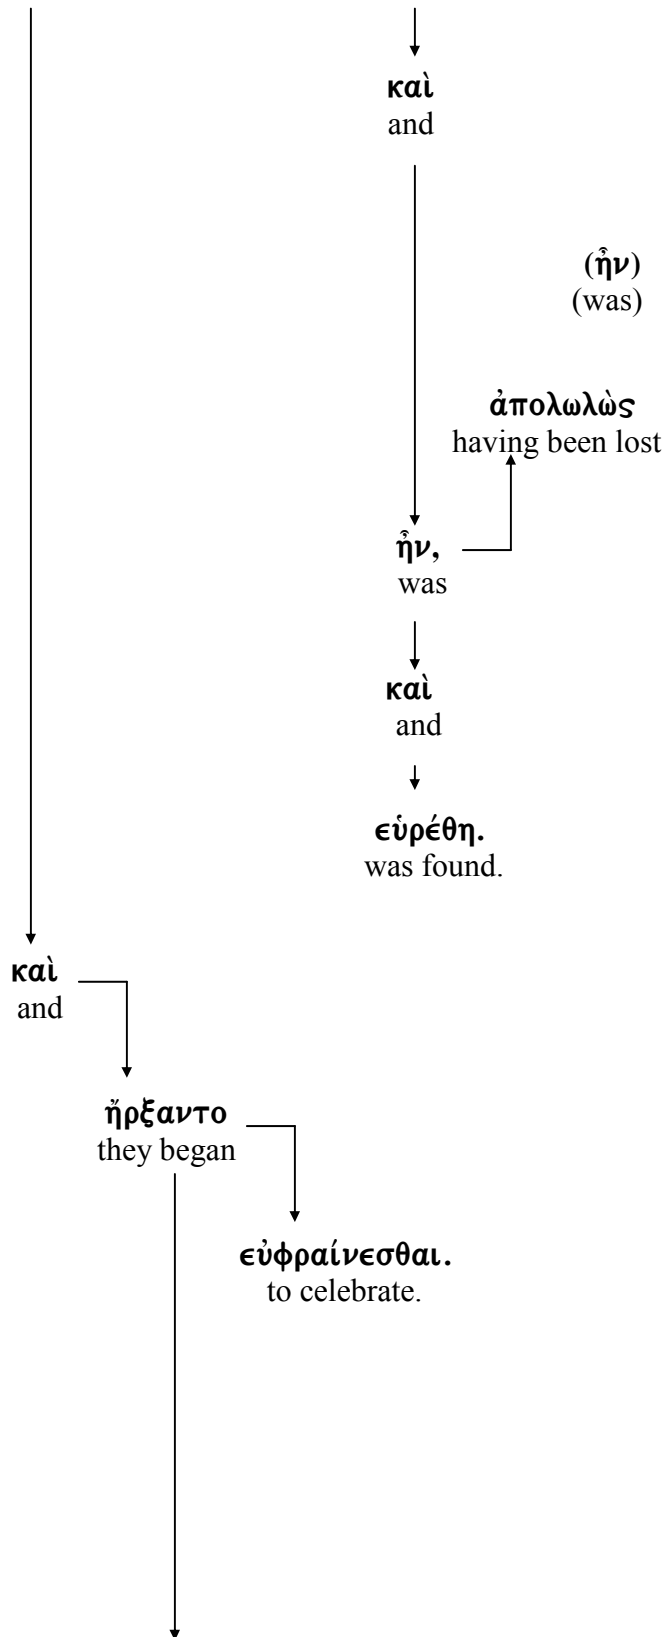 καὶ
and
(ἦν)
(was)
ἀπολωλὼς
having been lost
ἦν,
was
καὶ
and
εὑρέθη.
was found.
καὶ
and
ἤρξαντο
they began
εὐφραίνεσθαι.
to celebrate.